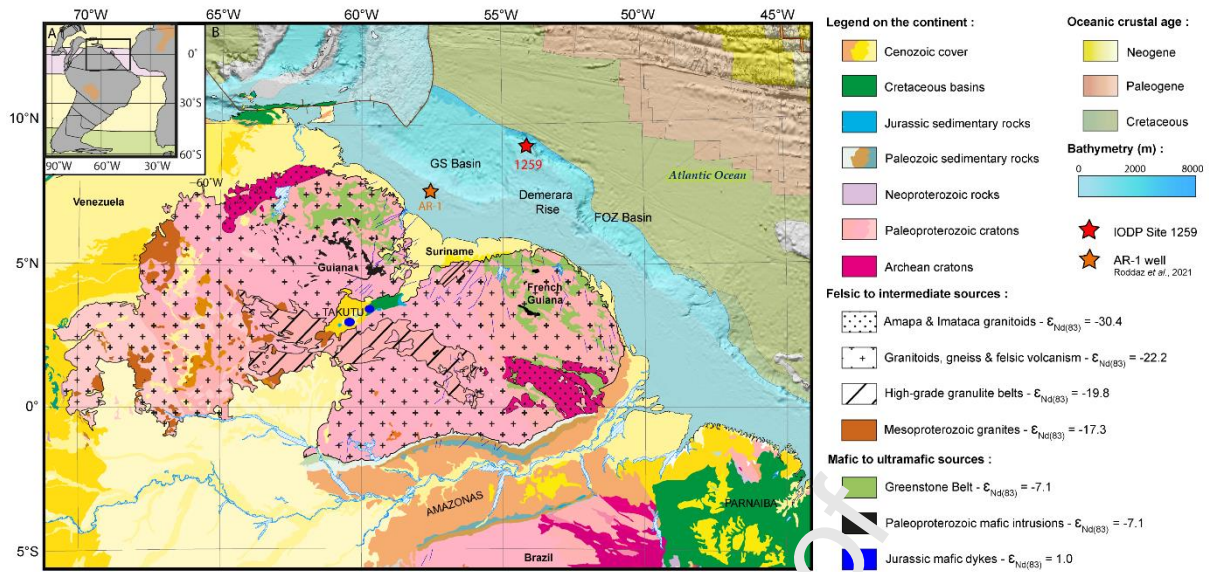 70°W
65°W
60°W
55°W
50°W
45°W
A
B
0°
30°S
60°S
90°W
60°W
20°W
10°N
5°N
0°
5°S
60°W
Venezuela
GS Basin
1259
AR-1
Demerara
Rise
Atlantic Ocean
FOZ Basin
Suriname
Guiana
French
Guiana
TAKUTU
AMAZONAS
PARNAIBA
Brazil
of
Legend on the continent :
Cenozoic cover
Cretaceous basins
Jurassic sedimentary rocks
Paleozoic sedimentary rocks
Neoproterozoic rocks
Paleoproterozoic cratons
Archean cratons
Oceanic crustal age :
Neogene
Paleogene
Cretaceous
Bathymetry (m) :
0 2000 8000
IODP Site 1259
AR-1 well
Roddaz et al., 2021
Felsic to intermediate sources :
Amapa & Imataca granitoids - εNd(83) = -30.4
Granitoids, gneiss & felsic volcanism - εNd(83) = -22.2
High-grade granulite belts - εNd(83) = -19.8
Mesoproterozoic granites - εNd(83) = -17.3
Mafic to ultramafic sources :
Greenstone Belt - εNd(83) = -7.1
Paleoproterozoic mafic intrusions - εNd(83) = -7.1
Jurassic mafic dykes - εNd(83) = 1.0